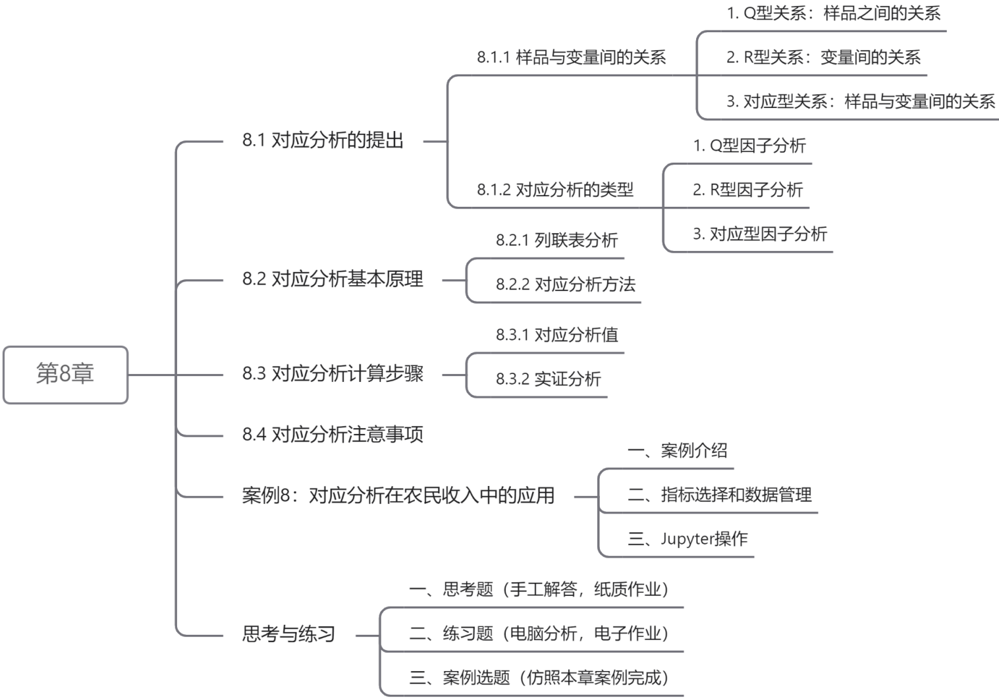 第8章
8.1 对应分析的提出
8.1.1 样品与变量间的关系
1. Q型关系：样品之间的关系
2. R型关系：变量间的关系
3. 对应型关系：样品与变量间的关系
8.1.2 对应分析的类型
1. Q型因子分析
2. R型因子分析
3. 对应型因子分析
8.2 对应分析基本原理
8.2.1 列联表分析
8.2.2 对应分析方法
8.3 对应分析计算步骤
8.3.1 对应分析值
8.3.2 实证分析
8.4 对应分析注意事项
案例8：对应分析在农民收入中的应用
一、案例介绍
二、指标选择和数据管理
三、Jupyter操作
思考与练习
一、思考题（手工解答，纸质作业）
二、练习题（电脑分析，电子作业）
三、案例选题（仿照本章案例完成）